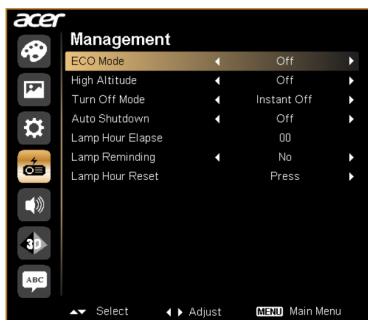 acer
Management
ECO Mode Off
High Altitude Off
Turn Off Mode Instant Off
Auto Shutdown Off
Lamp Hour Elapse 00
Lamp Reminding No
Lamp Hour Reset Press
3D
ABC
Select Adjust MENU Main Menu